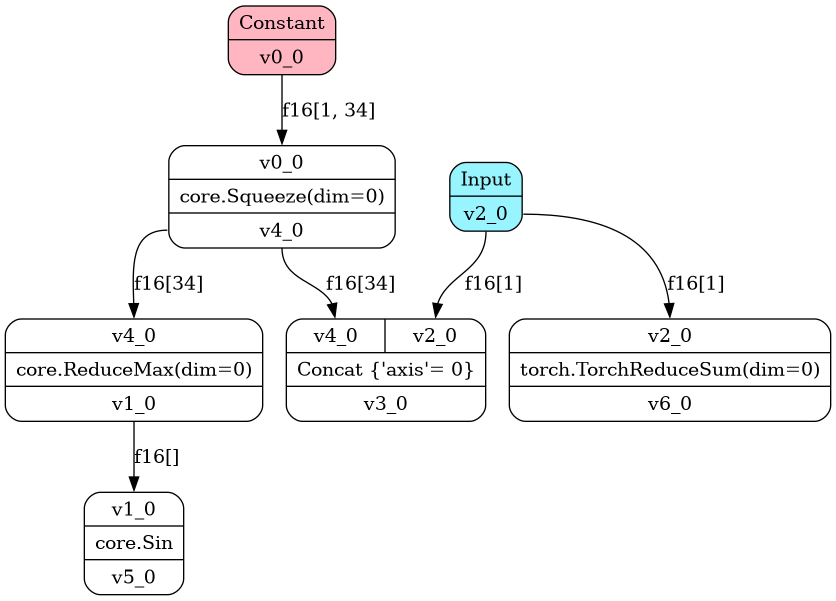 Constant
v0_0
f16[1, 34]
v0_0
core.Squeeze(dim=0)
v4_0
Input
v2_0
f16[34]
f16[34]
f16[1]
f16[1]
v4_0
core.ReduceMax(dim=0)
v1_0
v4_0 v2_0
Concat {'axis'= 0}
v3_0
v2_0
torch.TorchReduceSum(dim=0)
v6_0
f16[]
v1_0
core.Sin
v5_0